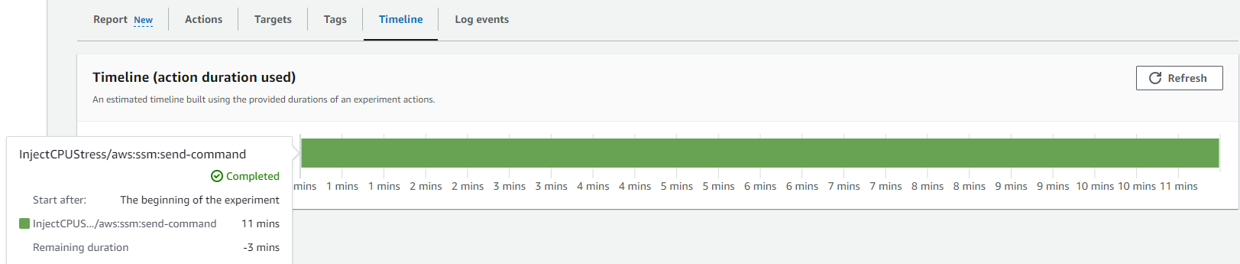 Report New Actions Targets Tags Timeline Log events
Timeline (action duration used)
Refresh
An estimated timeline built using the provided durations of an experiment actions.
InjectCPUStress/aws:ssm:send-command
Completed
Start after: The beginning of the experiment
InjectCPUS.../aws:ssm:send-command 11 mins
Remaining duration -3 mins
mins 1 mins 1 mins 2 mins 2 mins 3 mins 3 mins 4 mins 4 mins 5 mins 5 mins 6 mins 6 mins 7 mins 7 mins 8 mins 8 mins 9 mins 9 mins 10 mins 10 mins 11 mins